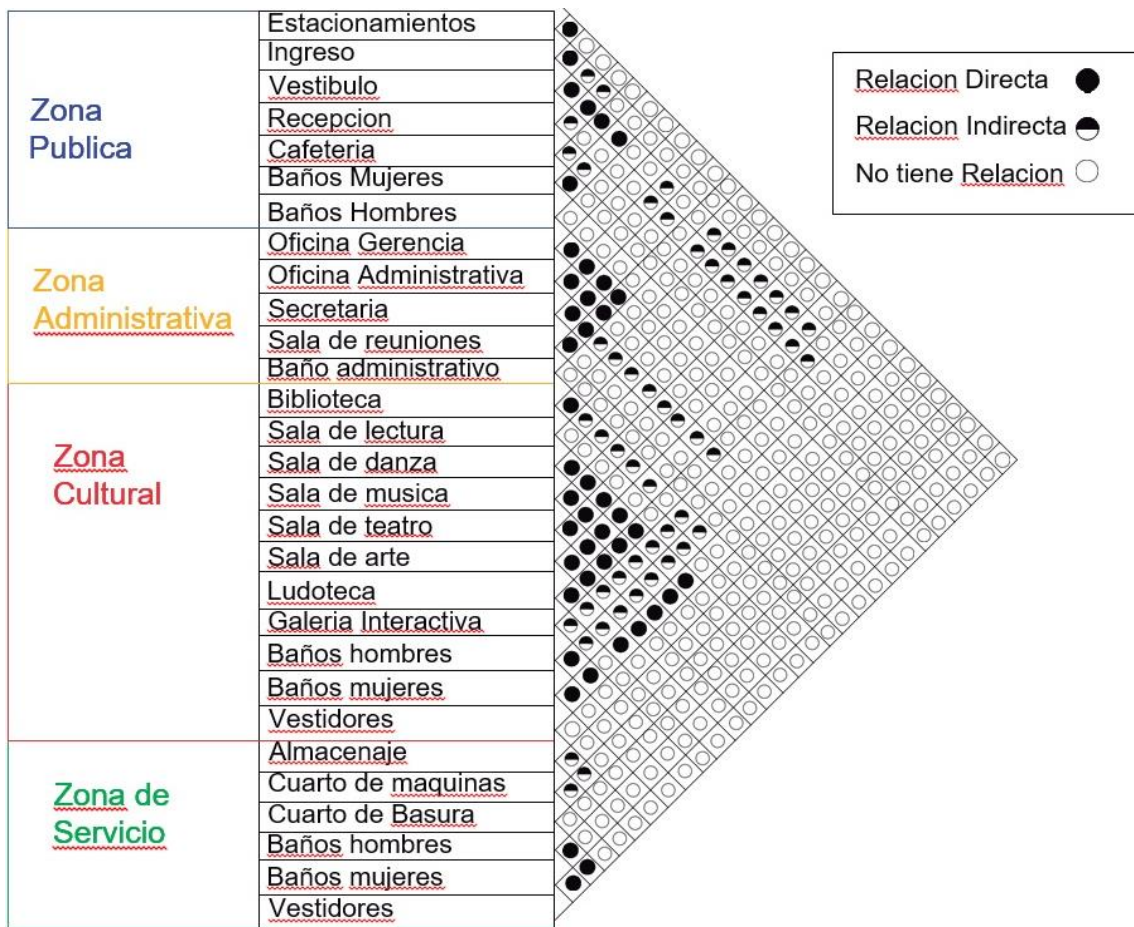 Zona
Publica
Estacionamientos
Ingreso
Vestibulo
Recepcion
Cafeteria
Baños Mujeres
Baños Hombres
Zona
Administrativa
Oficina Gerencia
Oficina Administrativa
Secretaria
Sala de reuniones
Baño administrativo
Zona
Cultural
Biblioteca
Sala de lectura
Sala de danza
Sala de musica
Sala de teatro
Sala de arte
Ludoteca
Galeria Interactiva
Baños hombres
Baños mujeres
Vestidores
Zona de
Servicio
Almacenaje
Cuarto de maquinas
Cuarto de Basura
Baños hombres
Baños mujeres
Vestidores
Relacion Directa
Relacion Indirecta
No tiene Relacion